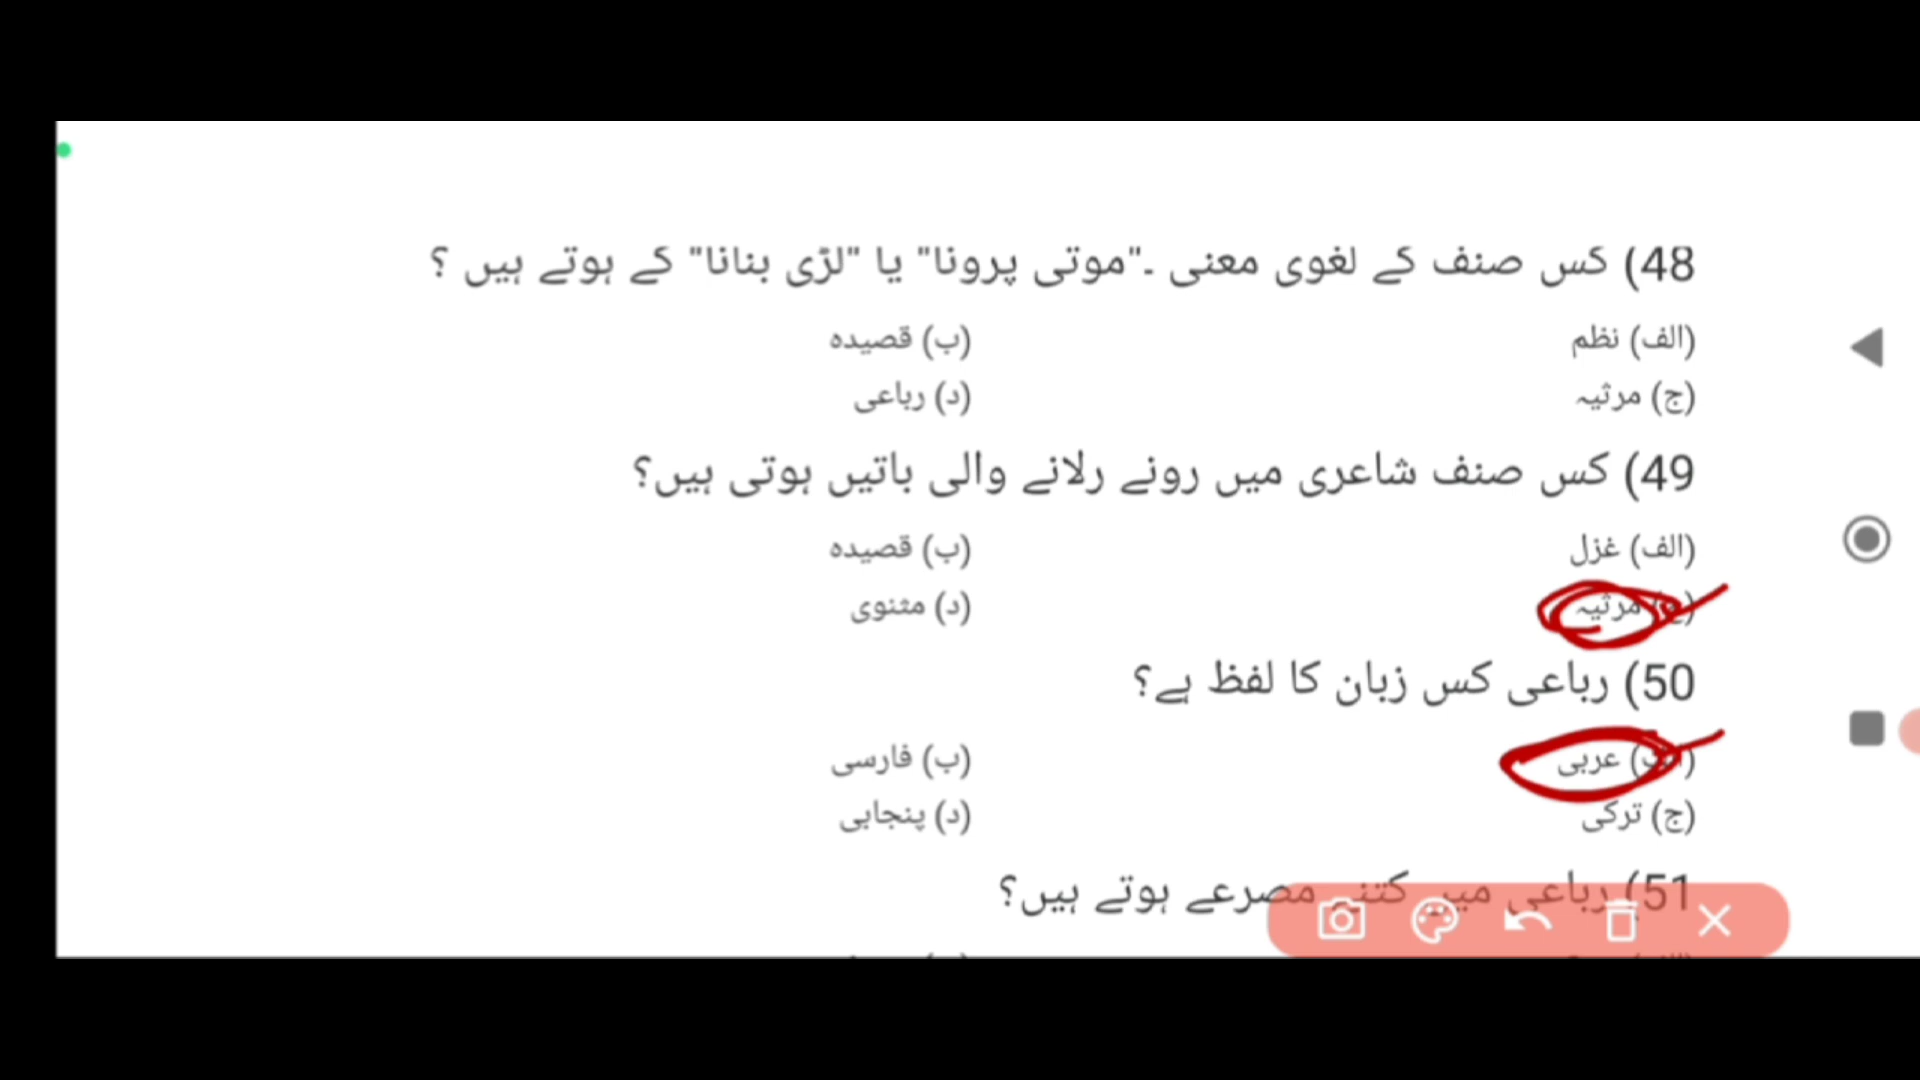 48) کس صنف کے لغوی معنی ۔"موتی پرونا" یا "لڑی بنانا" کے ہوتے ہیں ؟
(الف) نظم (ب) قصیدہ
(ج) مرثیہ (د) رباعی
49) کس صنف شاعری میں رونے رلانے والی باتیں ہوتی ہیں؟
(الف) غزل (ب) قصیدہ
(ج) مرثیہ (د) مثنوی
50) رباعی کس زبان کا لفظ ہے؟
(الف) عربی (ب) فارسی
(ج) ترکی (د) پنجابی
51) رباعی میں کتنے مصرعے ہوتے ہیں؟